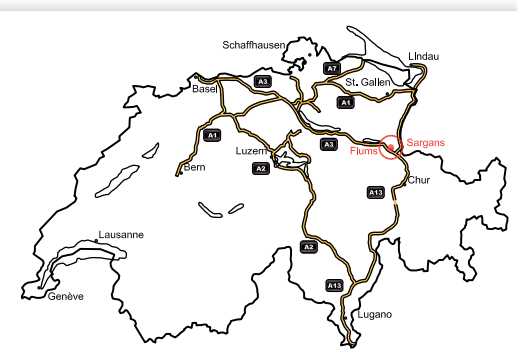 Schaffhausen
LIndau
A7
A3
St. Gallen
Basel
A1
A1
A3
Sargans
Luzern
Flums
Bern
A2
Chur
A13
Lausanne
A2
A13
Genève
Lugano